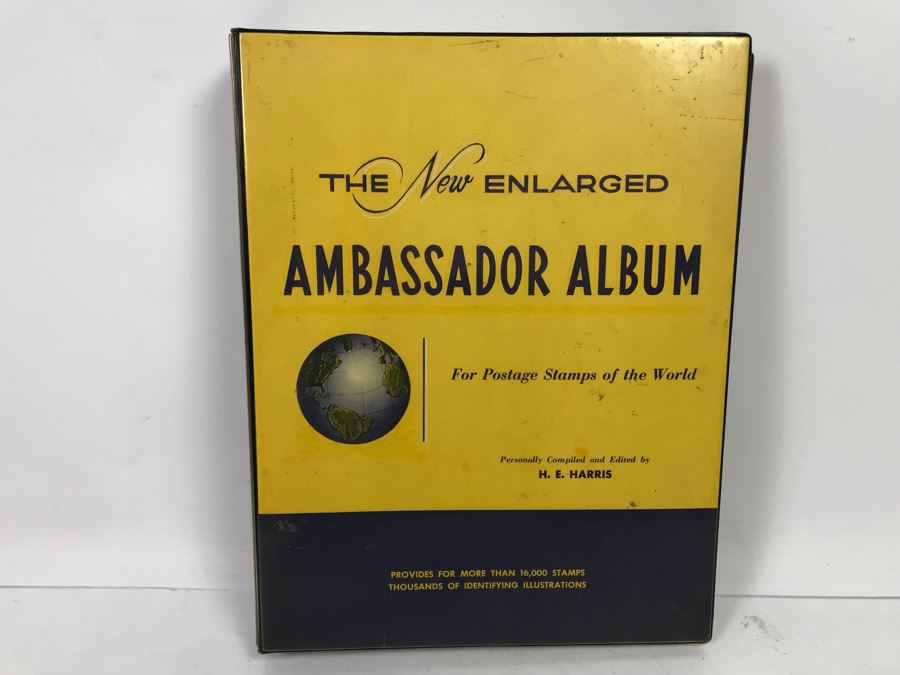 THE New ENLARGED
AMBASSADOR ALBUM
For Postage Stamps of the World
Personally Compiled and Edited by
H. E. HARRIS
PROVIDES FOR MORE THAN 16,000 STAMPS
THOUSANDS OF IDENTIFYING ILLUSTRATIONS